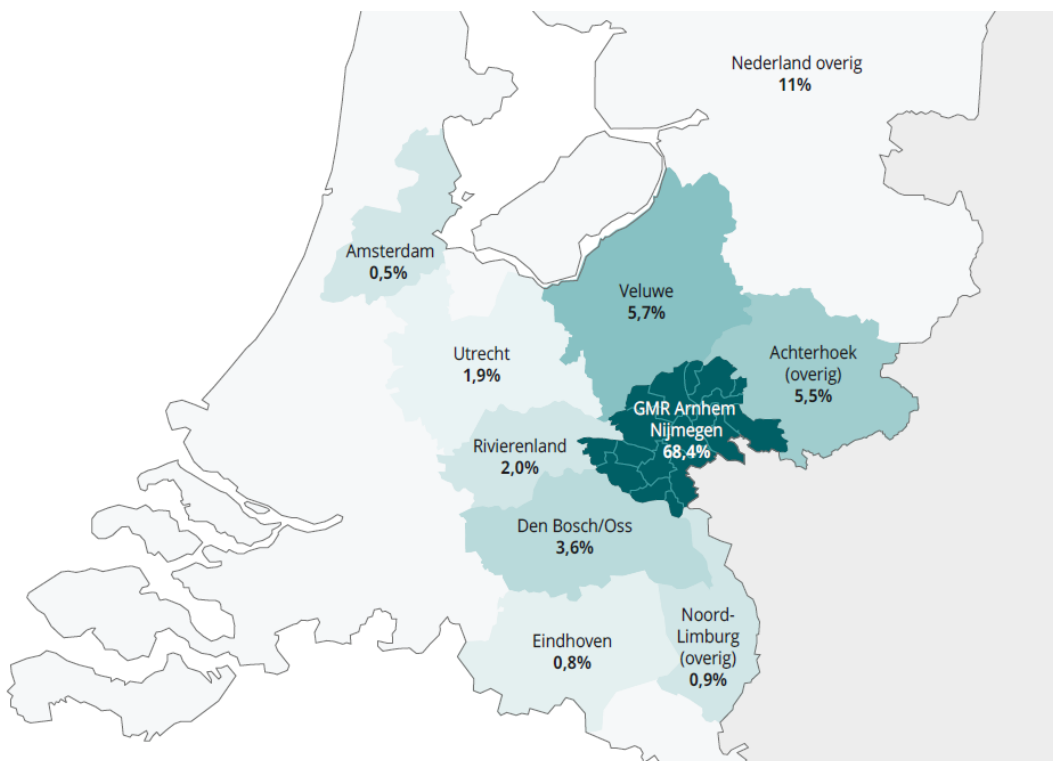 Nederland overig
11%
Amsterdam
0,5%
Veluwe
5,7%
Utrecht
1,9%
Achterhoek
(overig)
5,5%
GMR Arnhem
Nijmegen
68,4%
Rivierenland
2,0%
Den Bosch/Oss
3,6%
Noord-
Limburg
(overig)
0,9%
Eindhoven
0,8%